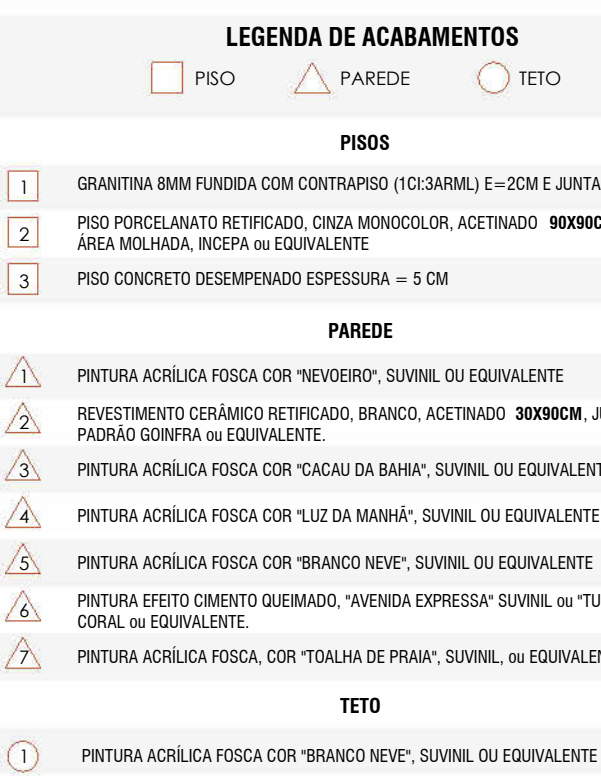 LEGENDA DE ACABAMENTOS
PISO PAREDE TETO
PISOS
1 GRANITINA 8MM FUNDIDA COM CONTRAPISO (1CI:3ARML) E=2CM E JUNTA
2 PISO PORCELANATO RETIFICADO, CINZA MONOCOLOR, ACETINADO 90X90C
ÁREA MOLHADA, INCEPA ou EQUIVALENTE
3 PISO CONCRETO DESEMPENADO ESPESSURA = 5 CM
PAREDE
1 PINTURA ACRÍLICA FOSCA COR "NEVOEIRO", SUVINIL OU EQUIVALENTE
2 REVESTIMENTO CERÂMICO RETIFICADO, BRANCO, ACETINADO 30X90CM,
PADRÃO GOINFRA ou EQUIVALENTE.
3 PINTURA ACRÍLICA FOSCA COR "CACAU DA BAHIA", SUVINIL OU EQUIVALENT
4 PINTURA ACRÍLICA FOSCA COR "LUZ DA MANHÃ", SUVINIL OU EQUIVALENTE
5 PINTURA ACRÍLICA FOSCA COR "BRANCO NEVE", SUVINIL OU EQUIVALENTE
6 PINTURA EFEITO CIMENTO QUEIMADO, "AVENIDA EXPRESSA" SUVINIL ou "TU
CORAL ou EQUIVALENTE.
7 PINTURA ACRÍLICA FOSCA, COR "TOALHA DE PRAIA", SUVINIL, ou EQUIVALEN
TETO
1 PINTURA ACRÍLICA FOSCA COR "BRANCO NEVE", SUVINIL OU EQUIVALENTE